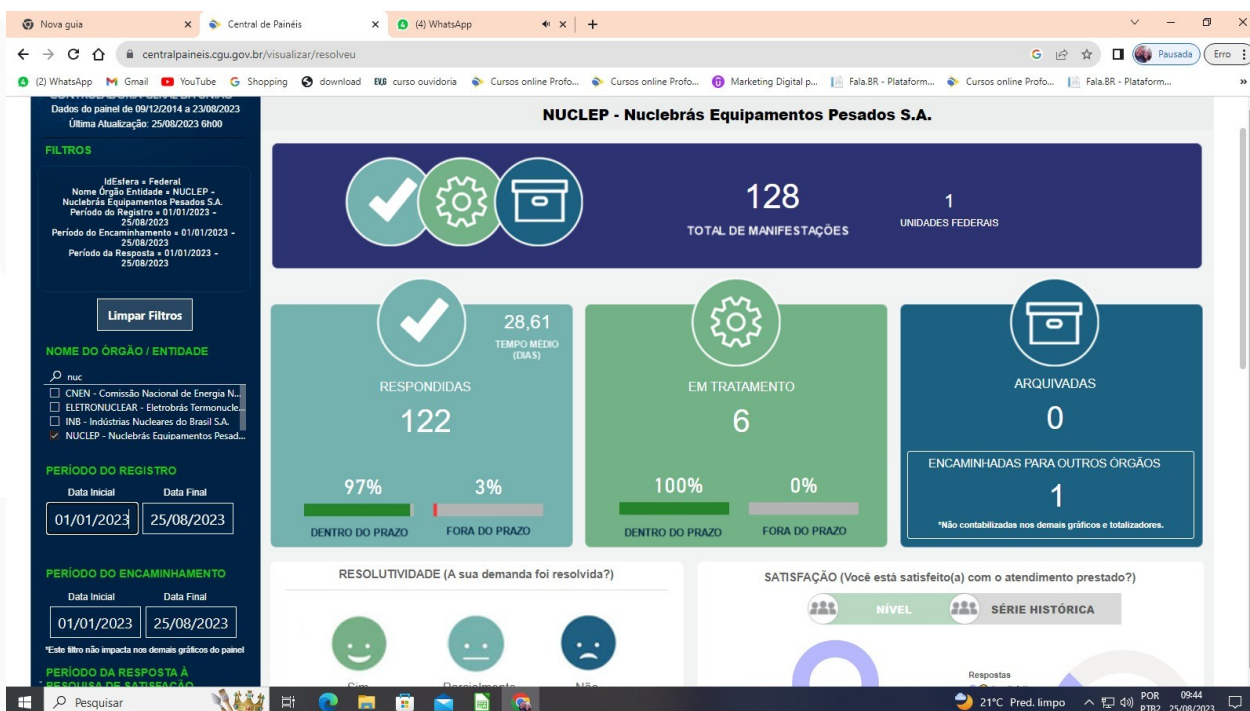 Nova guia
Central de Painéis
(4) WhatsApp
centralpaineis.cgu.gov.br/visualizar/resolveu
Pausada
Erro
(2) WhatsApp
Gmail
YouTube
Shopping
download
EV.G curso ouvidoria
Cursos online Profo...
Cursos online Profo...
Marketing Digital p...
Fala.BR - Plataform...
Cursos online Profo...
Fala.BR - Plataform...
Dados do painel de 09/12/2014 a 23/08/2023
Última Atualização: 25/08/2023 6h00
FILTROS
IdEsfera = Federal
Nome Órgão Entidade = NUCLEP -
Nuclebrás Equipamentos Pesados S.A.
Período do Registro = 01/01/2023 -
25/08/2023
Período do Encaminhamento = 01/01/2023 -
25/08/2023
Período da Resposta = 01/01/2023 -
25/08/2023
Limpar Filtros
NOME DO ÓRGÃO / ENTIDADE
nuc
CNEN - Comissão Nacional de Energia N...
ELETRONUCLEAR - Eletrobrás Termonucle...
INB - Indústrias Nucleares do Brasil S.A.
NUCLEP - Nuclebrás Equipamentos Pesad...
PERÍODO DO REGISTRO
Data Inicial
Data Final
01/01/2023
25/08/2023
PERÍODO DO ENCAMINHAMENTO
Data Inicial
Data Final
01/01/2023
25/08/2023
*Este filtro não impacta nos demais gráficos do painel
PERÍODO DA RESPOSTA À
PESQUISA DE SATISFAÇÃO
NUCLEP - Nuclebrás Equipamentos Pesados S.A.
128
TOTAL DE MANIFESTAÇÕES
1
UNIDADES FEDERAIS
28,61
TEMPO MÉDIO
(DIAS)
RESPONDIDAS
122
97%
DENTRO DO PRAZO
3%
FORA DO PRAZO
EM TRATAMENTO
6
100%
DENTRO DO PRAZO
0%
FORA DO PRAZO
ARQUIVADAS
0
ENCAMINHADAS PARA OUTROS ÓRGÃOS
1
*Não contabilizadas nos demais gráficos e totalizadores.
RESOLUTIVIDADE (A sua demanda foi resolvida?)
Sim
Parcialmente
Não
SATISFAÇÃO (Você está satisfeito(a) com o atendimento prestado?)
NÍVEL
SÉRIE HISTÓRICA
Respostas
Pesquisar
21°C Pred. limpo
POR
PTB2
09:44
25/08/2023